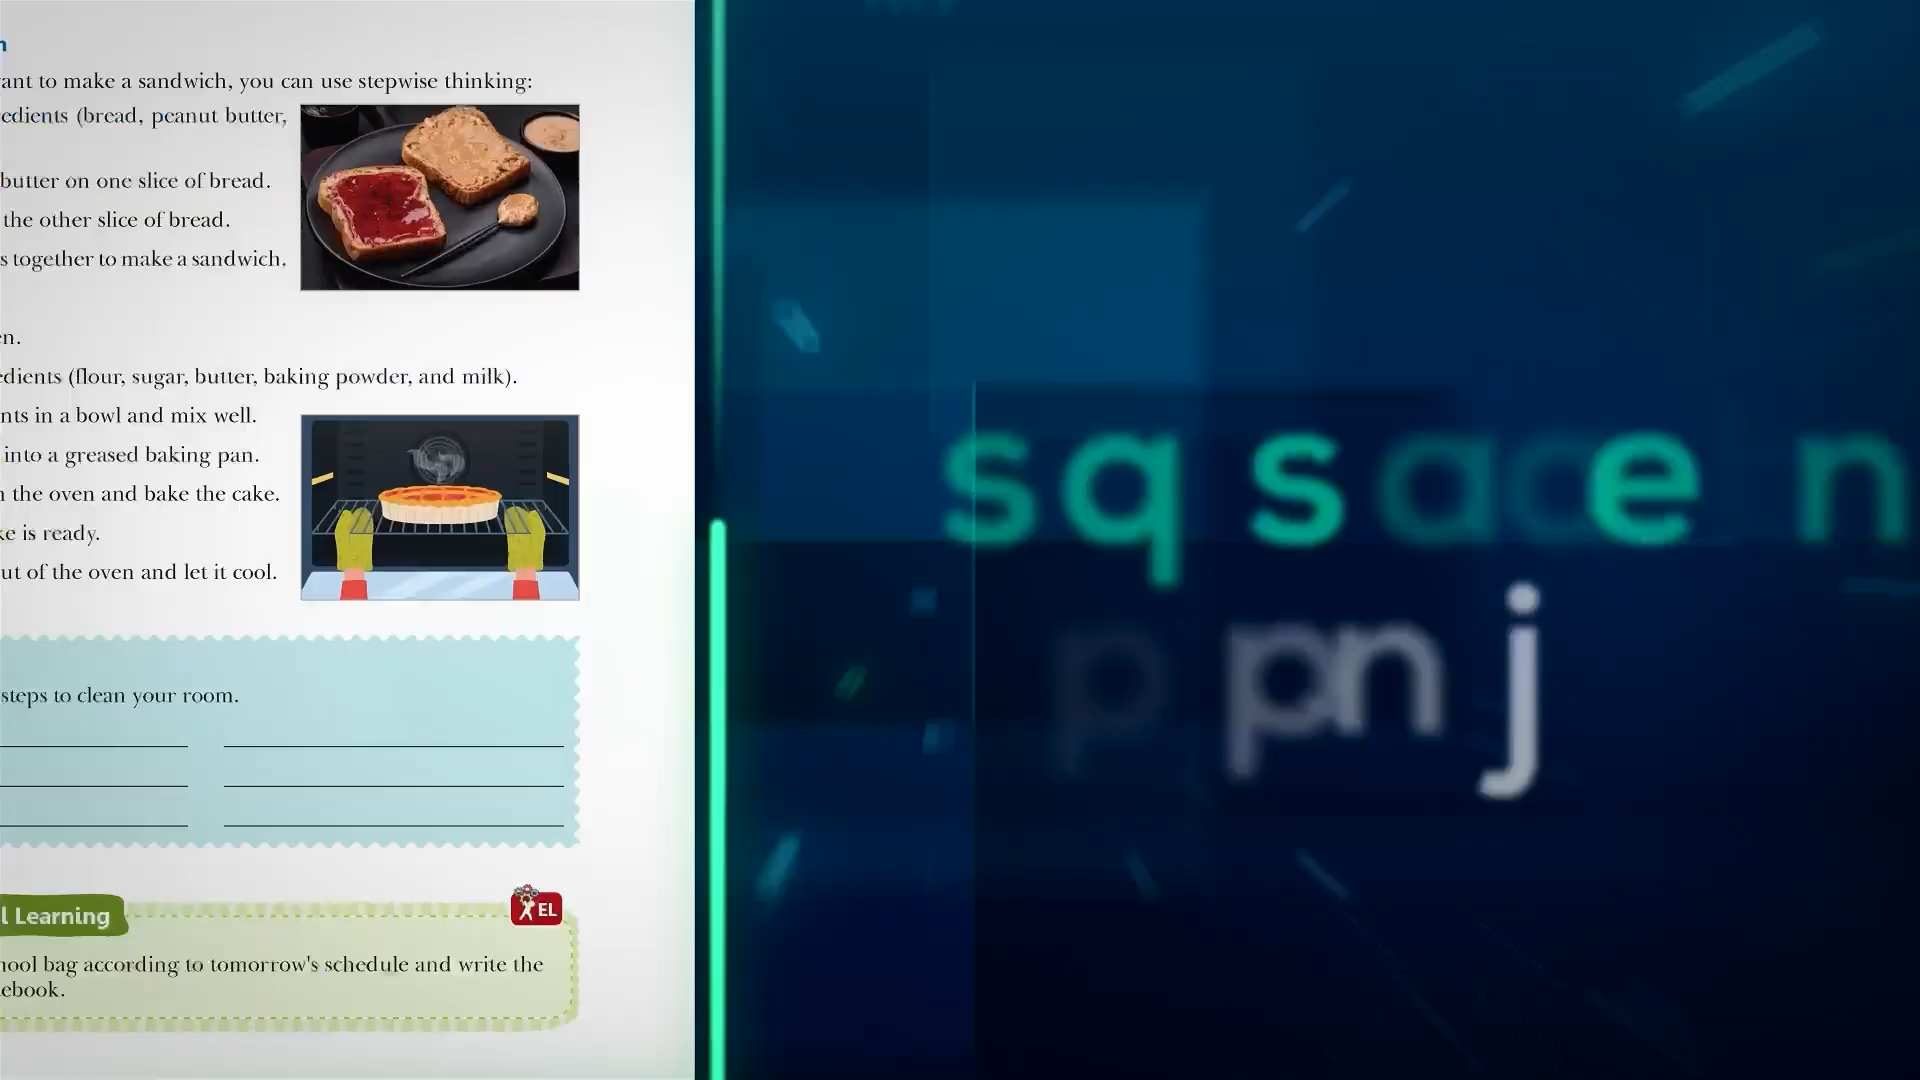 ant to make a sandwich, you can use stepwise thinking:
edients (bread, peanut butter,
butter on one slice of bread.
the other slice of bread.
s together to make a sandwich.
en.
edients (flour, sugar, butter, baking powder, and milk).
nts in a bowl and mix well.
into a greased baking pan.
n the oven and bake the cake.
ke is ready.
ut of the oven and let it cool.
steps to clean your room.
l Learning
EL
hool bag according to tomorrow's schedule and write the
ebook.
sq s a e n
p pn j